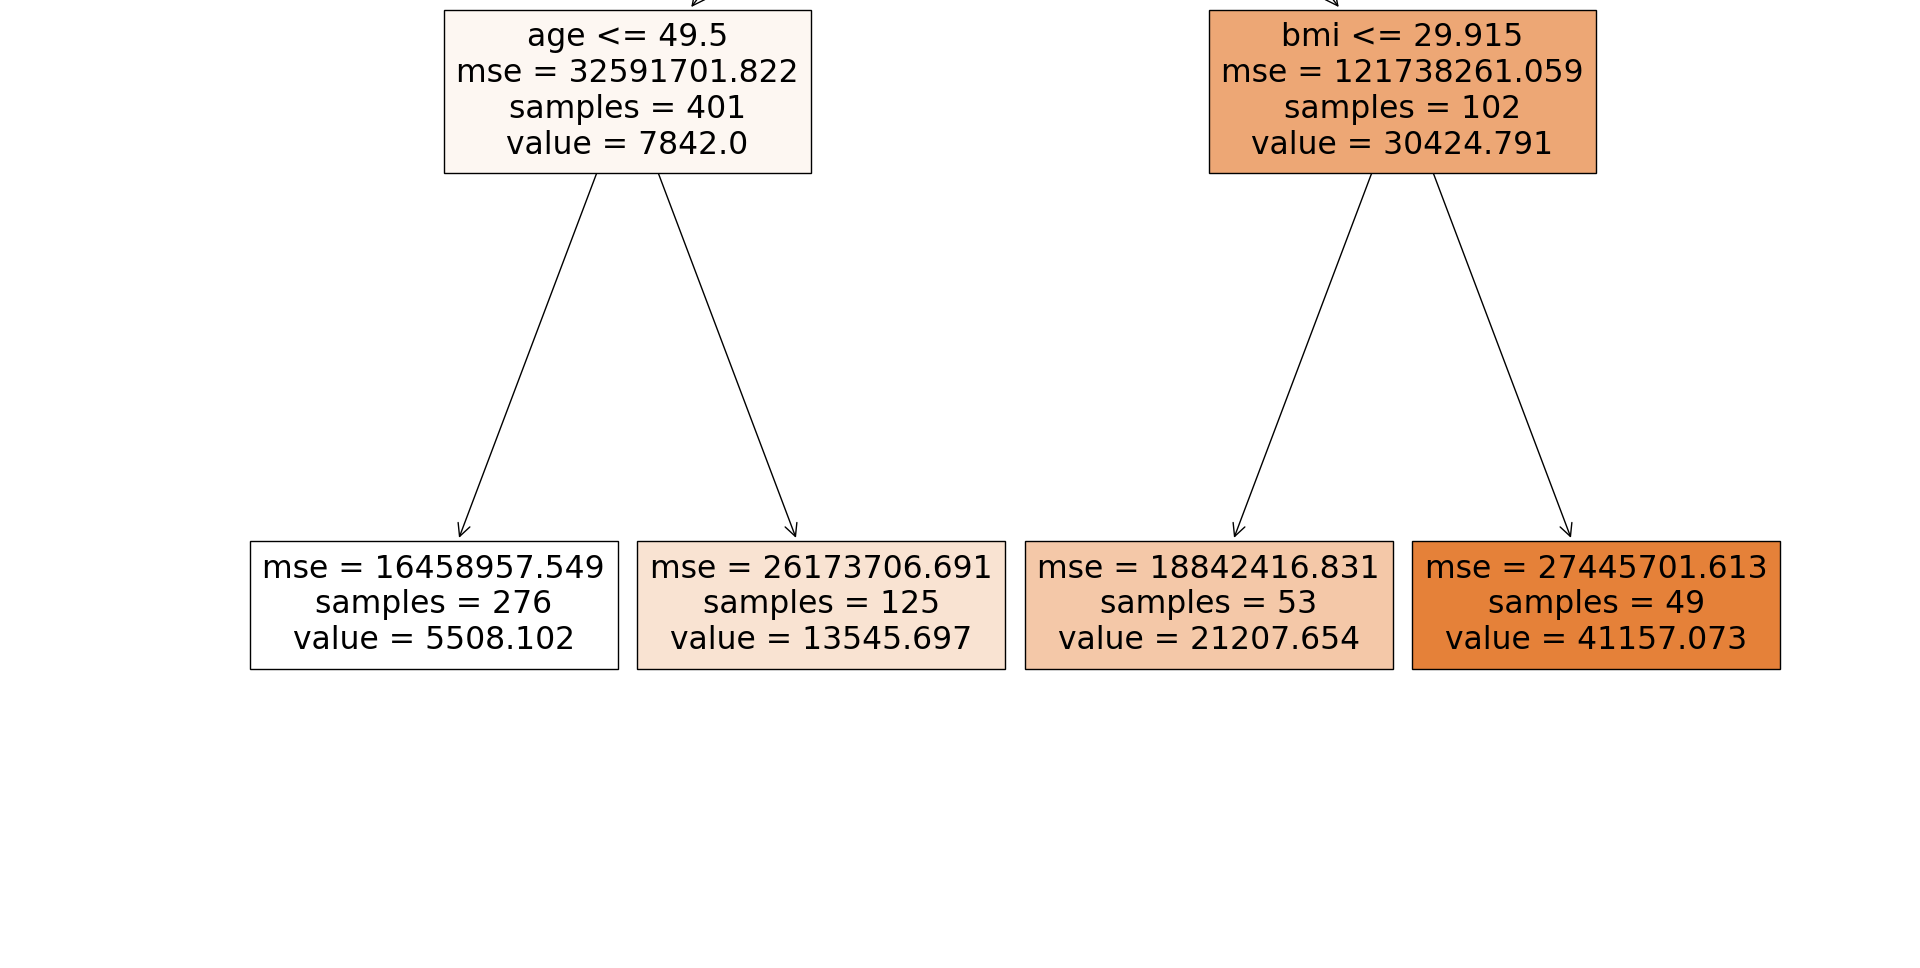 age <= 49.5
mse = 32591701.822
samples = 401
value = 7842.0
bmi <= 29.915
mse = 121738261.059
samples = 102
value = 30424.791
mse = 16458957.549
samples = 276
value = 5508.102
mse = 26173706.691
samples = 125
value = 13545.697
mse = 18842416.831
samples = 53
value = 21207.654
mse = 27445701.613
samples = 49
value = 41157.073